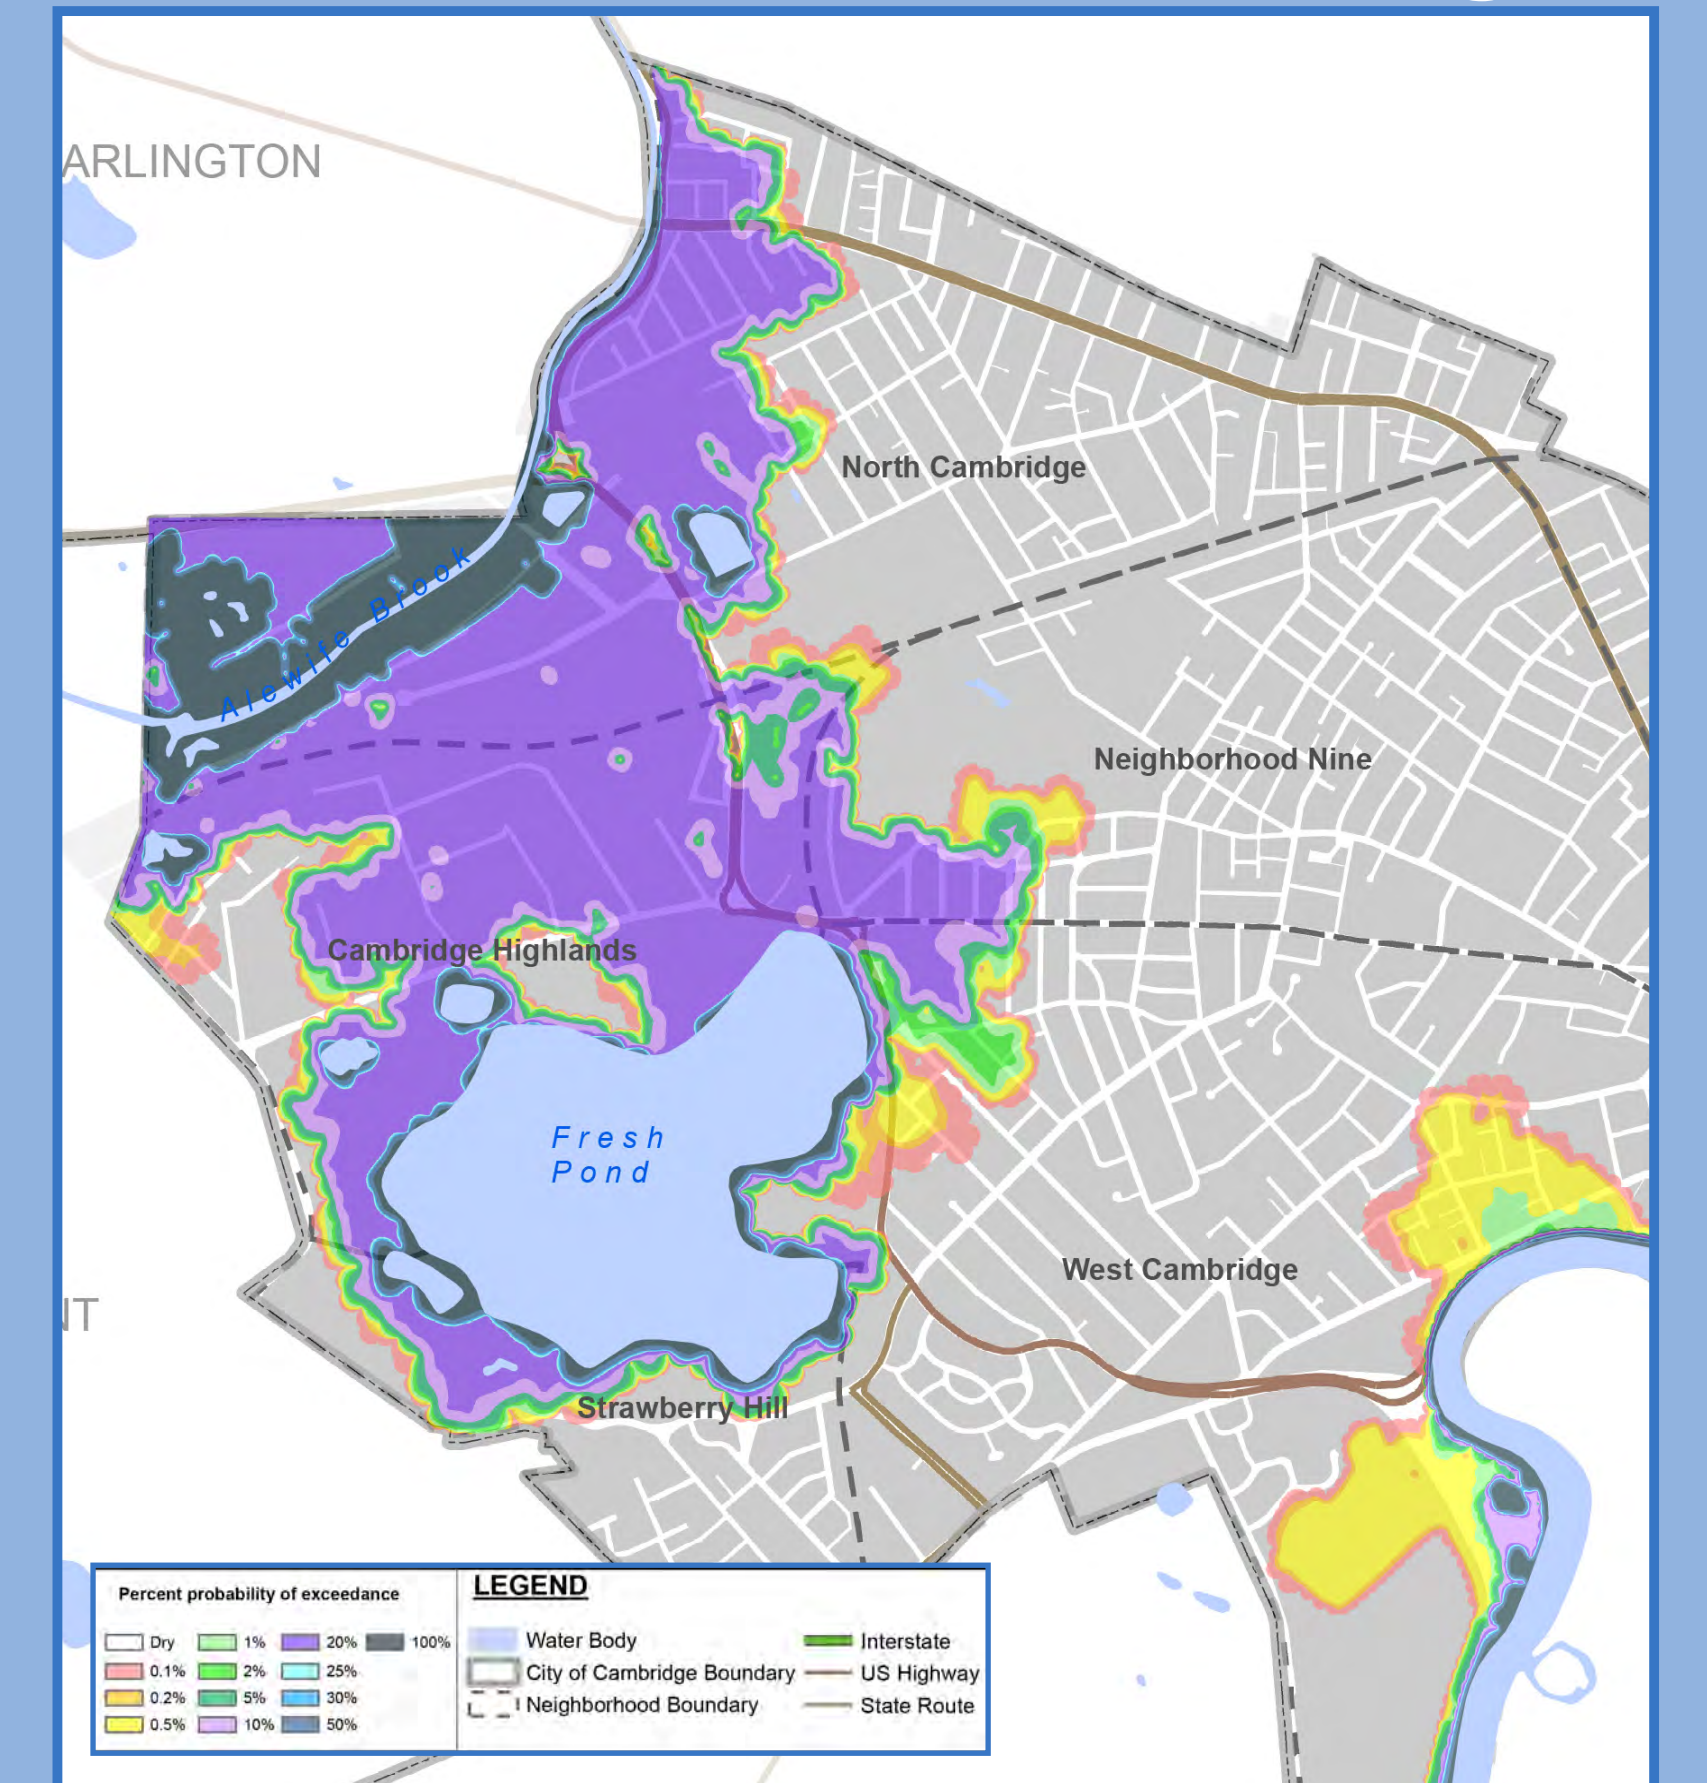 ARLINGTON
North Cambridge
Alewife Brook
Neighborhood Nine
Cambridge Highlands
Fresh
Pond
West Cambridge
NT
Strawberry Hill
Percent probability of exceedance
Dry 1% 20% 100%
0.1% 2% 25%
0.2% 5% 30%
0.5% 10% 50%
LEGEND
Water Body Interstate
City of Cambridge Boundary US Highway
Neighborhood Boundary State Route